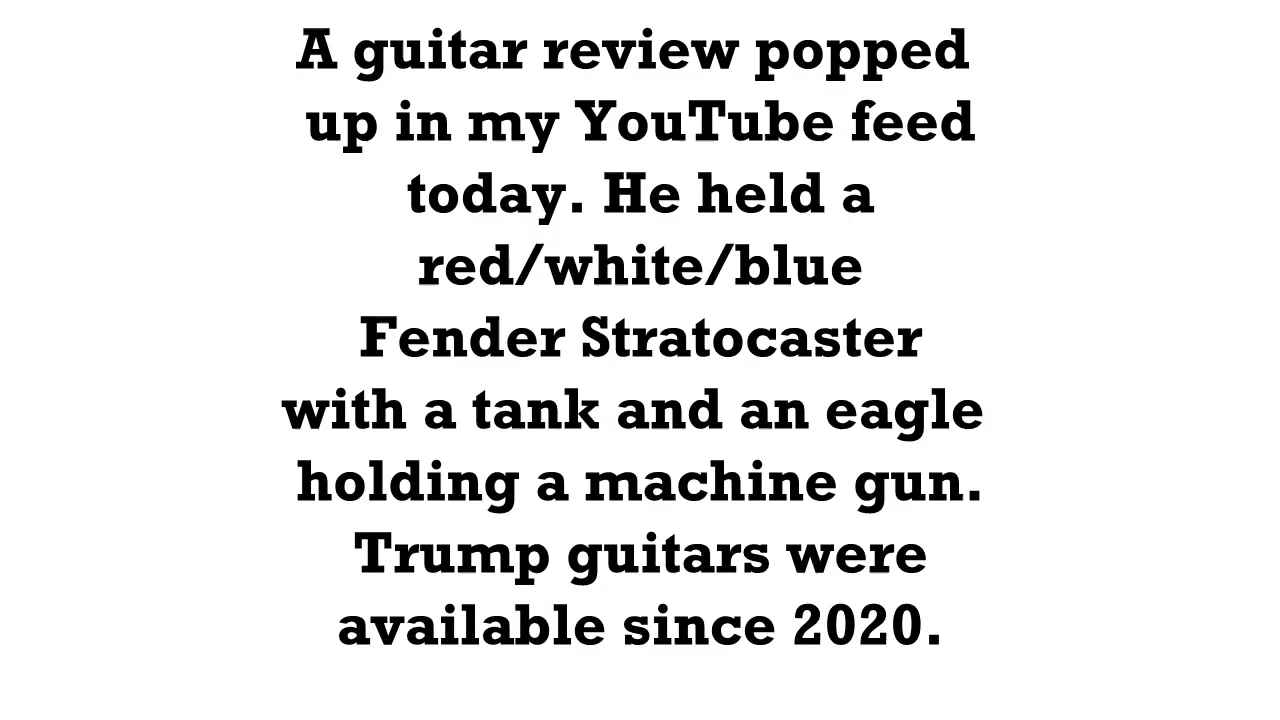 A guitar review popped
up in my YouTube feed
today. He held a
red/white/blue
Fender Stratocaster
with a tank and an eagle
holding a machine gun.
Trump guitars were
available since 2020.